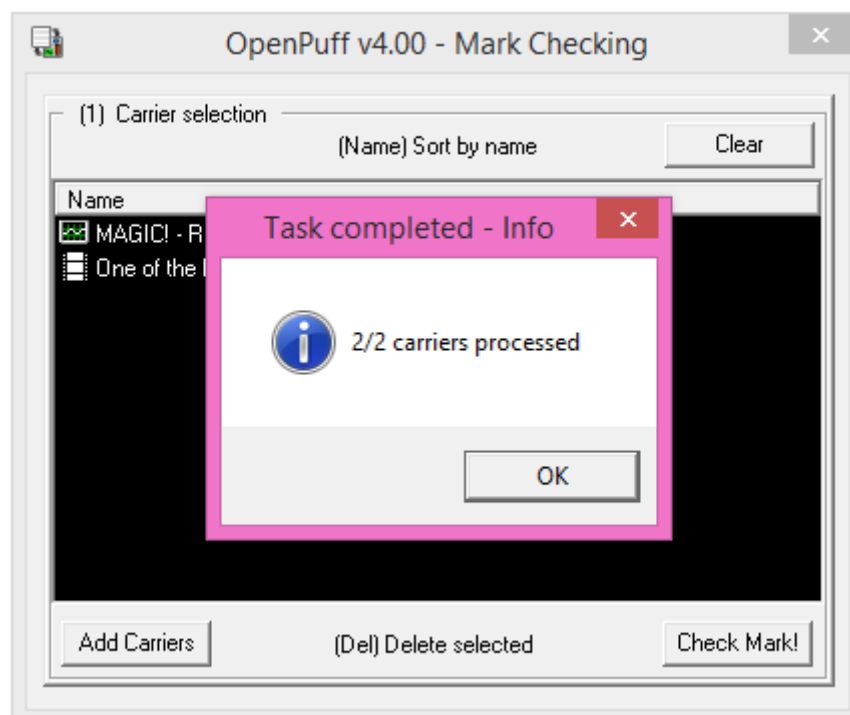 OpenPuff v4.00 - Mark Checking
(1) Carrier selection
(Name) Sort by name
Clear
Name
MAGIC! - R
One of the
Task completed - Info
2/2 carriers processed
OK
Add Carriers
(Del) Delete selected
Check Mark!